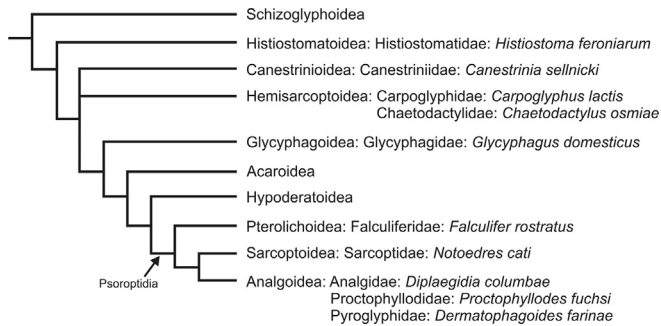 Schizoglyphoidea
Histiostomatoidea: Histiostomatidae: Histiostoma feroniarum
Canestrinioidea: Canestriniidae: Canestrinia sellnicki
Hemisarcoptoidea: Carpoglyphidae: Carpoglyphus lactis
Chaetodactylidae: Chaetodactylus osmiae
Glycyphagoidea: Glycyphagidae: Glycyphagus domesticus
Acaroidea
Hypoderatoidea
Pterolichoidea: Falculiferidae: Falculifer rostratus
Sarcoptoidea: Sarcoptidae: Notoedres cati
Psoroptidia
Analgoidea: Analgidae: Diplaegidia columbae
Proctophyllodidae: Proctophyllodes fuchsi
Pyroglyphidae: Dermatophagoides farinae